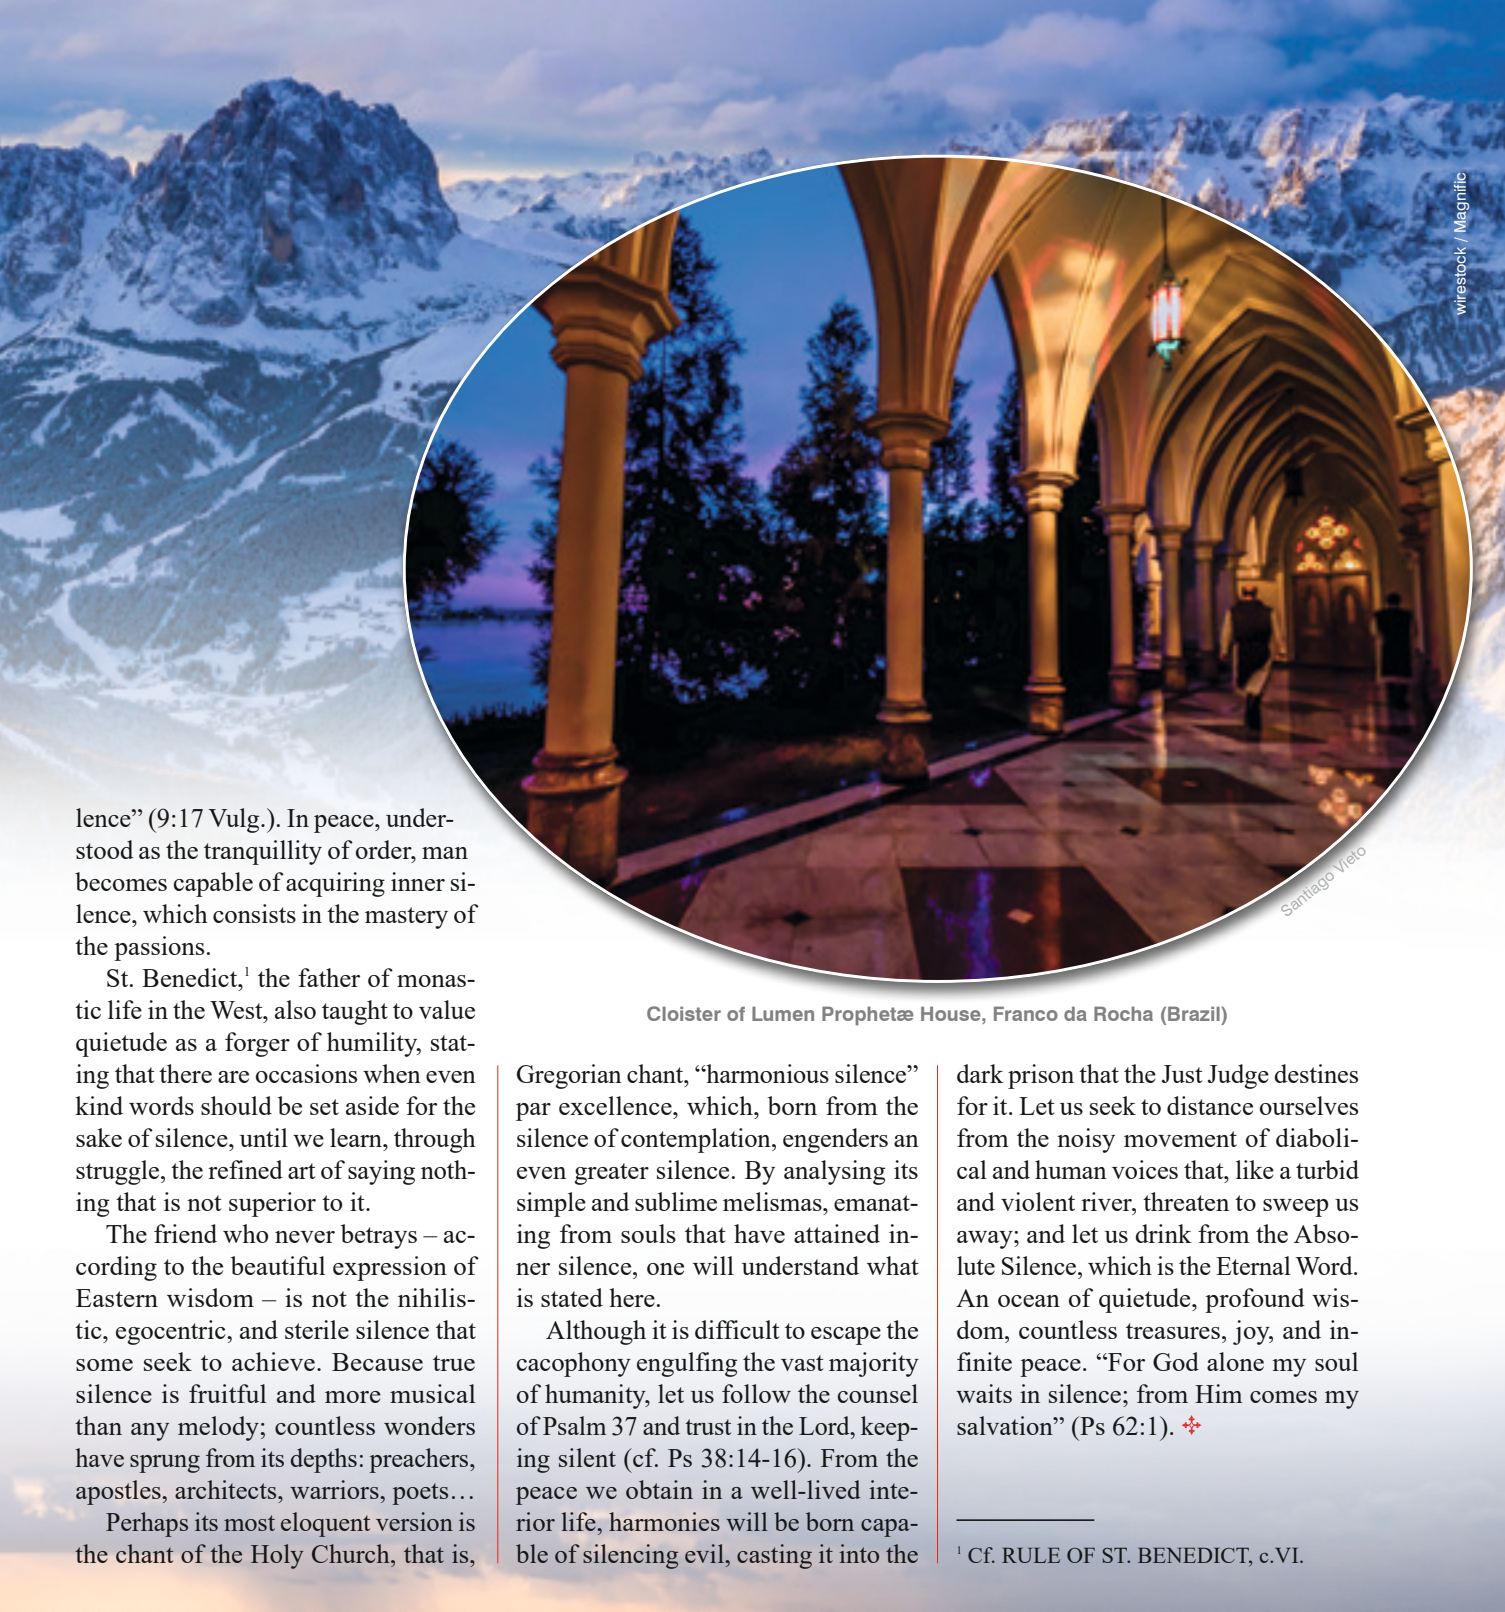 wirestock / Magnific
Santiago Vieto
Cloister of Lumen Prophetæ House, Franco da Rocha (Brazil)
lence” (9:17 Vulg.). In peace, under-
stood as the tranquillity of order, man
becomes capable of acquiring inner si-
lence, which consists in the mastery of
the passions.
St. Benedict,¹ the father of monas-
tic life in the West, also taught to value
quietude as a forger of humility, stat-
ing that there are occasions when even
kind words should be set aside for the
sake of silence, until we learn, through
struggle, the refined art of saying noth-
ing that is not superior to it.
The friend who never betrays – ac-
cording to the beautiful expression of
Eastern wisdom – is not the nihilis-
tic, egocentric, and sterile silence that
some seek to achieve. Because true
silence is fruitful and more musical
than any melody; countless wonders
have sprung from its depths: preachers,
apostles, architects, warriors, poets…
Perhaps its most eloquent version is
the chant of the Holy Church, that is,
Gregorian chant, “harmonious silence”
par excellence, which, born from the
silence of contemplation, engenders an
even greater silence. By analysing its
simple and sublime melismas, emanat-
ing from souls that have attained in-
ner silence, one will understand what
is stated here.
Although it is difficult to escape the
cacophony engulfing the vast majority
of humanity, let us follow the counsel
of Psalm 37 and trust in the Lord, keep-
ing silent (cf. Ps 38:14-16). From the
peace we obtain in a well-lived inte-
rior life, harmonies will be born capa-
ble of silencing evil, casting it into the
dark prison that the Just Judge destines
for it. Let us seek to distance ourselves
from the noisy movement of diaboli-
cal and human voices that, like a turbid
and violent river, threaten to sweep us
away; and let us drink from the Abso-
lute Silence, which is the Eternal Word.
An ocean of quietude, profound wis-
dom, countless treasures, joy, and in-
finite peace. “For God alone my soul
waits in silence; from Him comes my
salvation” (Ps 62:1).
¹ Cf. RULE OF ST. BENEDICT, c.VI.